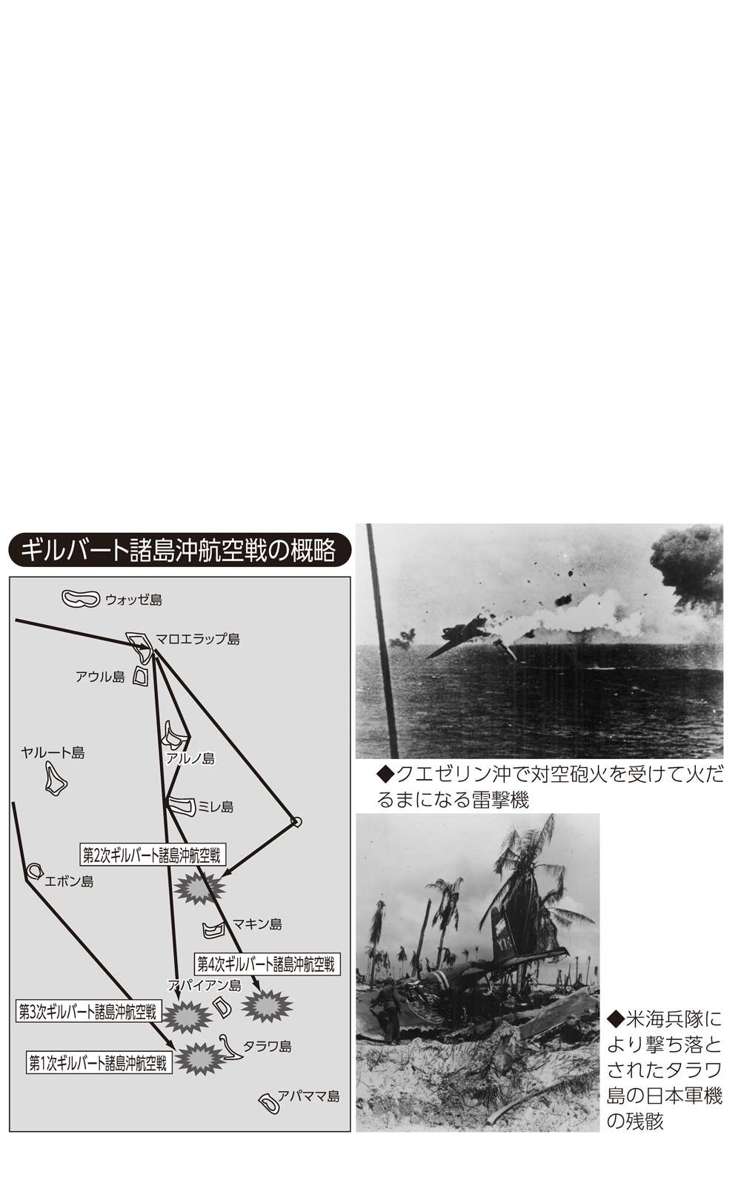 ギルバート諸島沖航空戦の概略
ウォッゼ島
マロエラップ島
アウル島
ヤルート島
アルノ島
ミレ島
第2次ギルバート諸島沖航空戦
エボン島
マキン島
第4次ギルバート諸島沖航空戦
アパイアン島
第3次ギルバート諸島沖航空戦
タラワ島
第1次ギルバート諸島沖航空戦
アパママ島
◆クエゼリン沖で対空砲火を受けて火だ
るまになる雷撃機
◆米海兵隊に
より撃ち落と
されたタラワ
島の日本軍機
の残骸